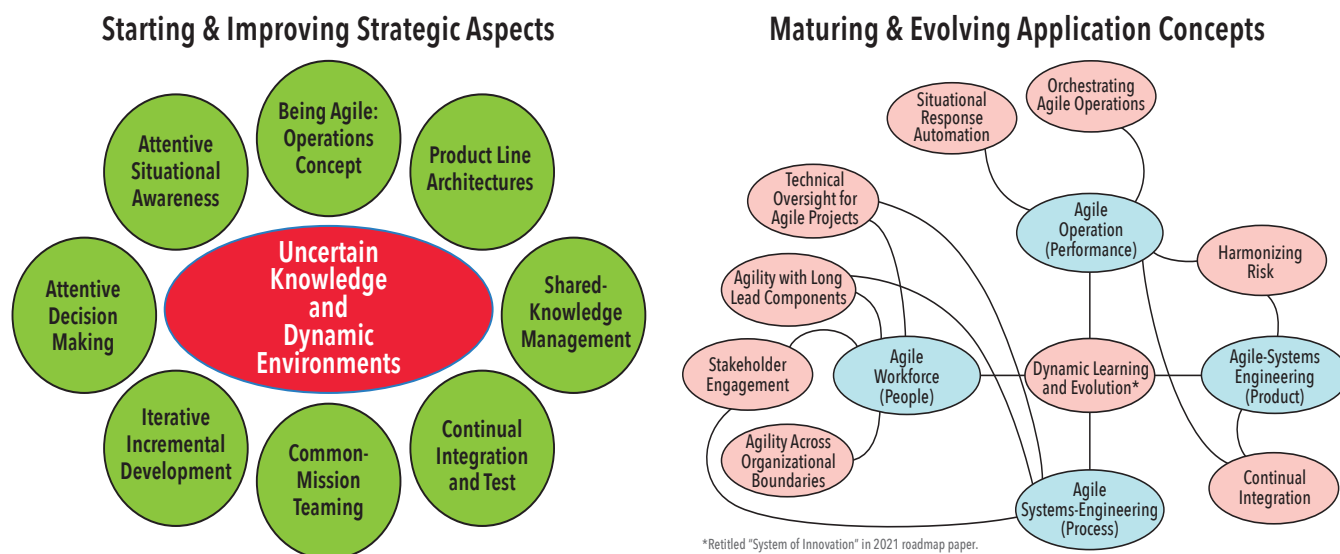 Starting & Improving Strategic Aspects
Being Agile:
Operations
Concept
Attentive
Situational
Awareness
Product Line
Architectures
Uncertain
Knowledge
and
Dynamic
Environments
Attentive
Decision
Making
Shared-
Knowledge
Management
Iterative
Incremental
Development
Common-
Mission
Teaming
Continual
Integration
and Test
Maturing & Evolving Application Concepts
Situational
Response
Automation
Orchestrating
Agile Operations
Technical
Oversight for
Agile Projects
Agile
Operation
(Performance)
Harmonizing
Risk
Agility with Long
Lead Components
Stakeholder
Engagement
Agile
Workforce
(People)
Dynamic Learning
and Evolution*
Agile-Systems
Engineering
(Product)
Agility Across
Organizational
Boundaries
Agile
Systems-Engineering
(Process)
Continual
Integration
*Retitled "System of Innovation" in 2021 roadmap paper.